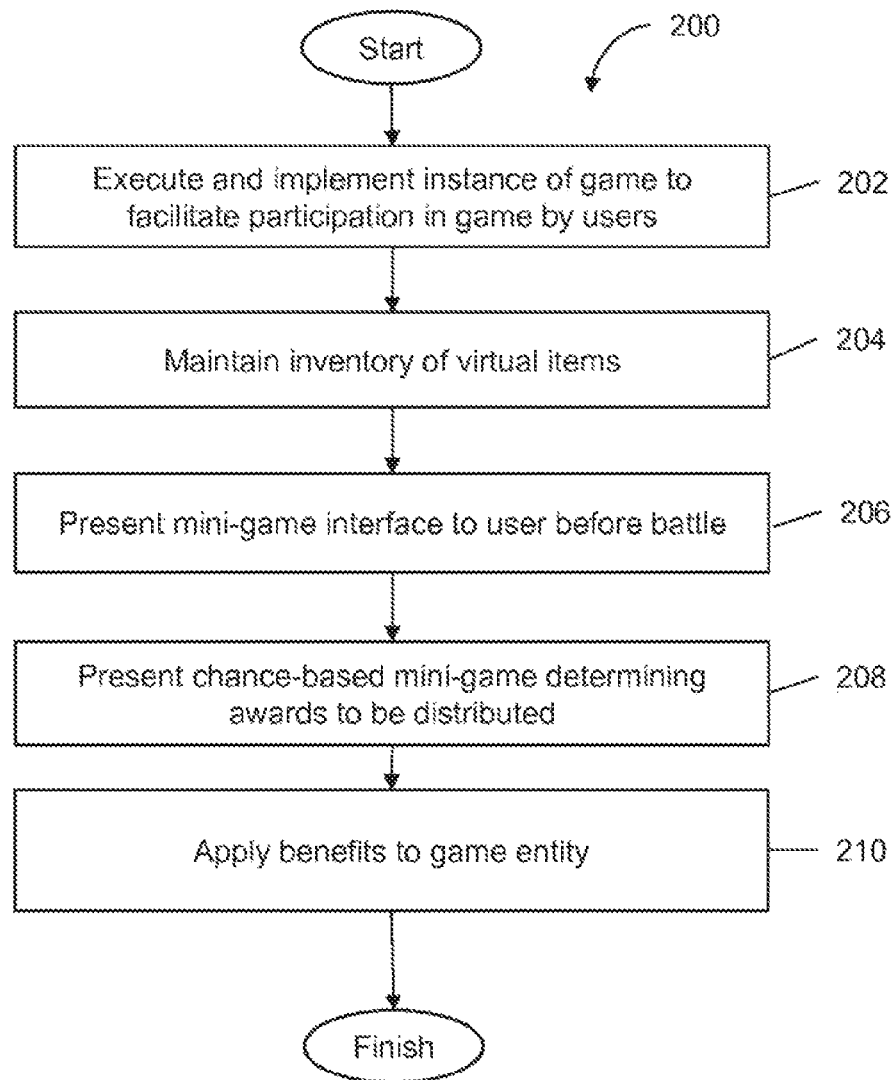 Start
200
Execute and implement instance of game to
facilitate participation in game by users
202
Maintain inventory of virtual items
204
Present mini-game interface to user before battle
206
Present chance-based mini-game determining
awards to be distributed
208
Apply benefits to game entity
210
Finish